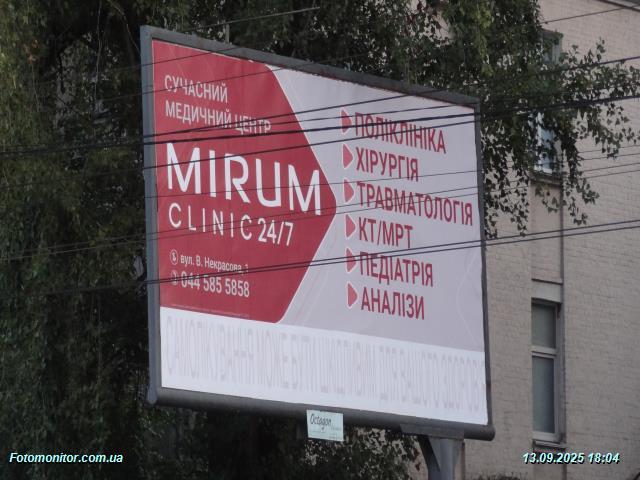 СУЧАСНИЙ
МЕДИЧНИЙ ЦЕНТР
MIRUM
CLINIC 24/7
вул. В. Некрасова, 1
044 585 5858
ПОЛІКЛІНІКА
ХІРУРГІЯ
ТРАВМАТОЛОГІЯ
КТ/МРТ
ПЕДІАТРІЯ
АНАЛІЗИ
САМОЛІКУВАННЯ МОЖЕ БУТИ ШКІДЛИВИМ ДЛЯ ВАШОГО ЗДОРОВ'Я
Octagon
Fotomonitor.com.ua
13.09.2025 18:04